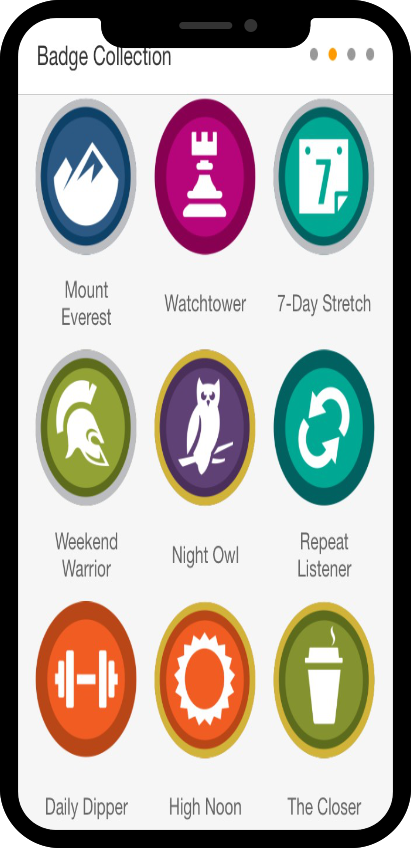 Badge Collection
7
Mount
Everest
Watchtower
7-Day Stretch
Weekend
Warrior
Night Owl
Repeat
Listener
Daily Dipper
High Noon
The Closer